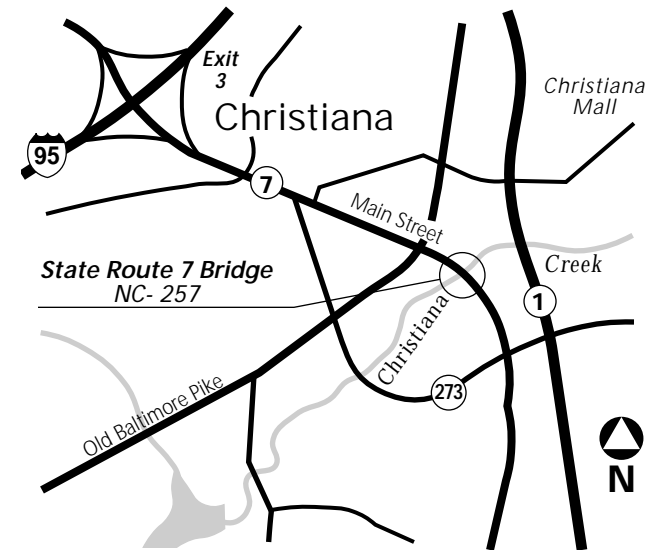 Exit
3
Christiana
Christiana
Mall
95
7
Main Street
State Route 7 Bridge
NC- 257
Creek
1
Christiana
273
Old Baltimore Pike
N